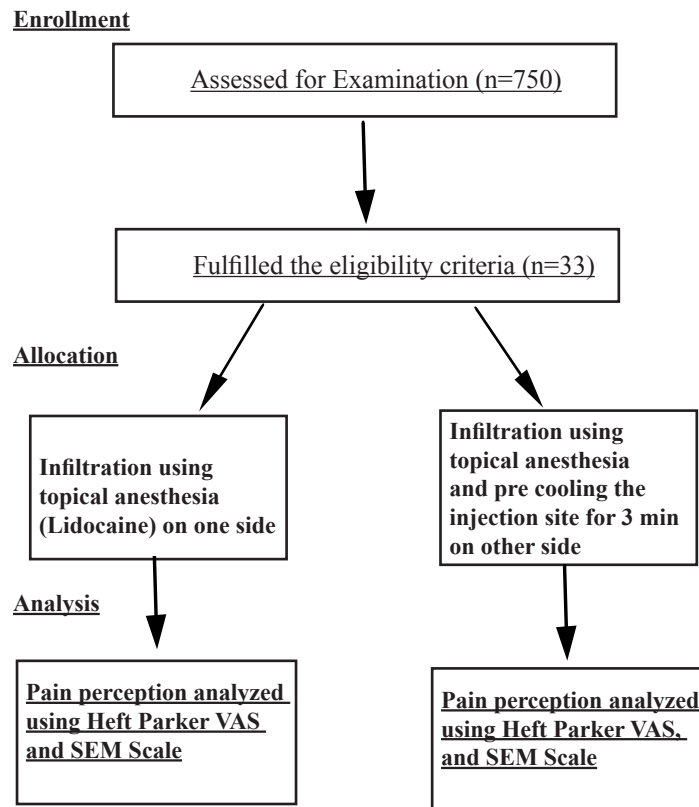 Enrollment
Assessed for Examination (n=750)
Fulfilled the eligibility criteria (n=33)
Allocation
Infiltration using
topical anesthesia
(Lidocaine) on one side
Infiltration using
topical anesthesia
and pre cooling the
injection site for 3 min
on other side
Analysis
Pain perception analyzed
using Heft Parker VAS
and SEM Scale
Pain perception analyzed
using Heft Parker VAS,
and SEM Scale